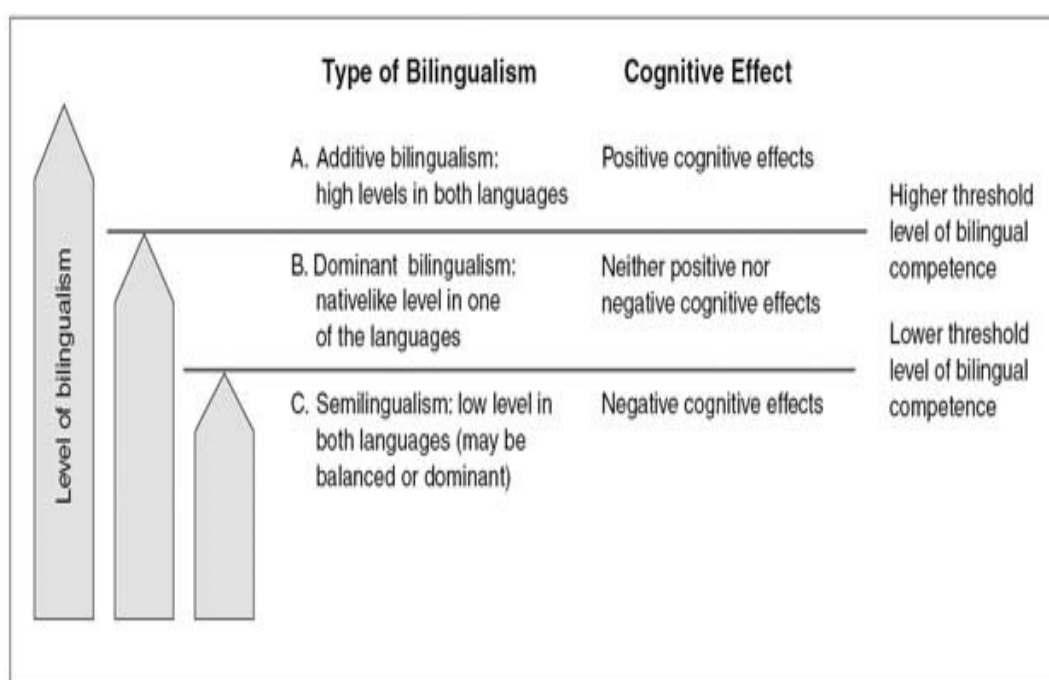 Type of Bilingualism
Cognitive Effect
Level of bilingualism
A. Additive bilingualism:
high levels in both languages
Positive cognitive effects
Higher threshold
level of bilingual
competence
B. Dominant bilingualism:
nativelike level in one
of the languages
Neither positive nor
negative cognitive effects
Lower threshold
level of bilingual
competence
C. Semilingualism: low level in
both languages (may be
balanced or dominant)
Negative cognitive effects